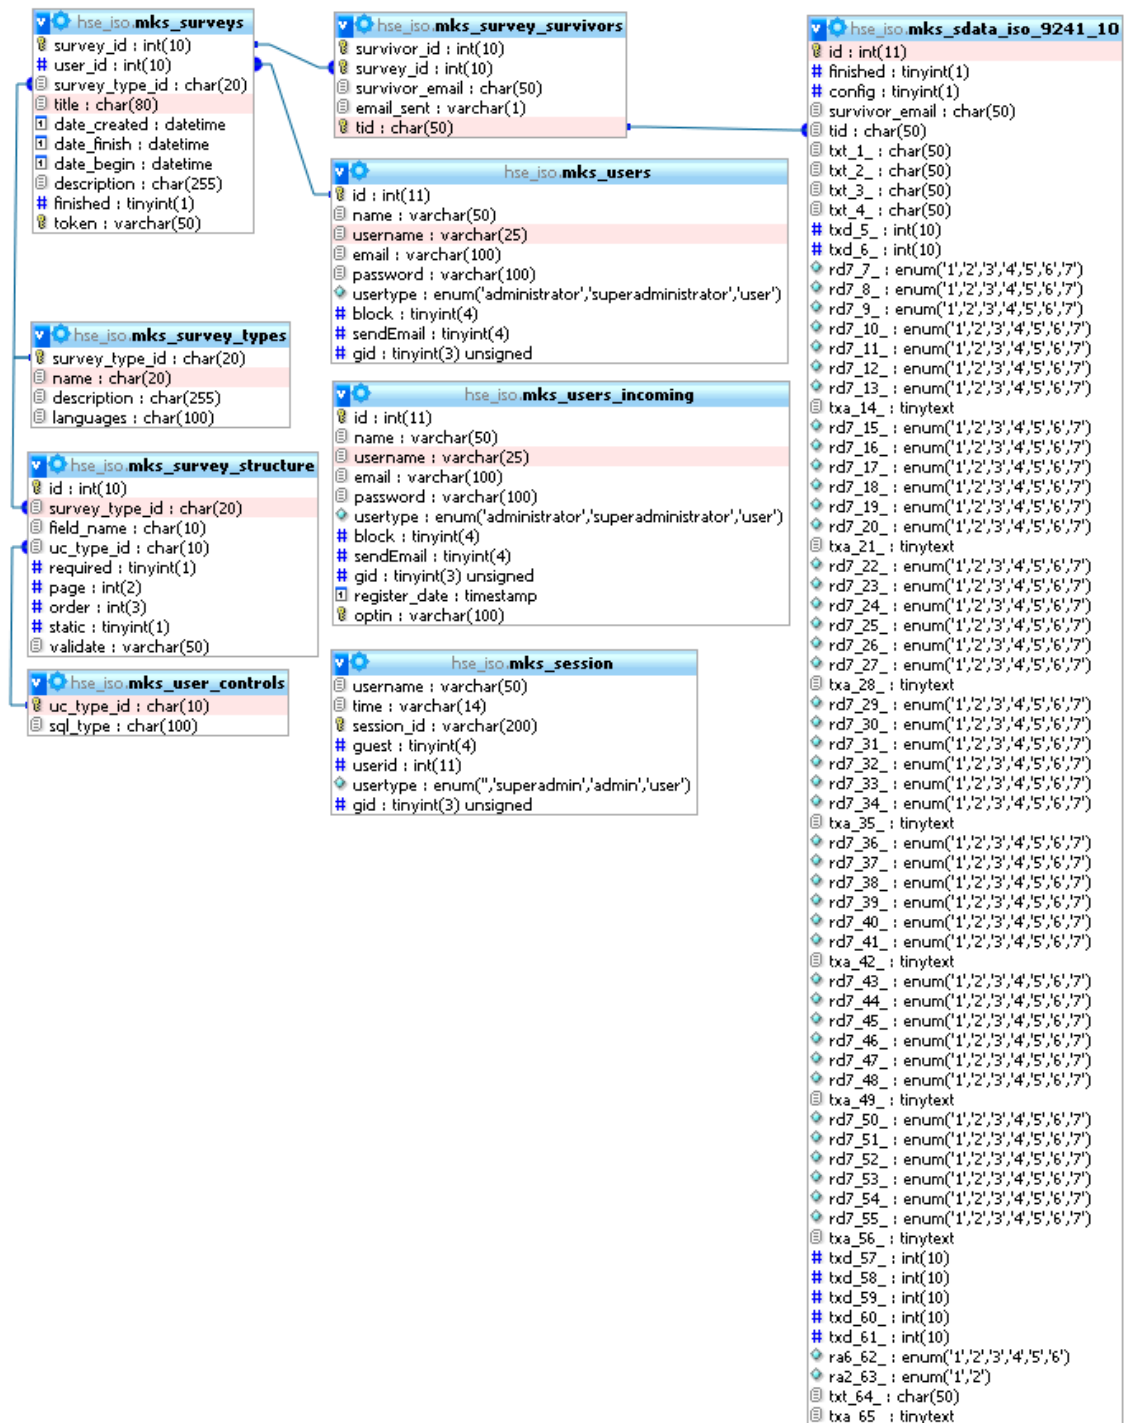 hse_iso.mks_surveys
survey_id : int(10)
user_id : int(10)
survey_type_id : char(20)
title : char(80)
date_created : datetime
date_finish : datetime
date_begin : datetime
description : char(255)
finished : tinyint(1)
token : varchar(50)
hse_iso.mks_survey_types
survey_type_id : char(20)
name : char(20)
description : char(255)
languages : char(100)
hse_iso.mks_survey_structure
id : int(10)
survey_type_id : char(20)
field_name : char(10)
uc_type_id : char(10)
required : tinyint(1)
page : int(2)
order : int(3)
static : tinyint(1)
validate : varchar(50)
hse_iso.mks_user_controls
uc_type_id : char(10)
sql_type : char(100)
hse_iso.mks_survey_survivors
survivor_id : int(10)
survey_id : int(10)
survivor_email : char(50)
email_sent : varchar(1)
tid : char(50)
hse_iso.mks_users
id : int(11)
name : varchar(50)
username : varchar(25)
email : varchar(100)
password : varchar(100)
usertype : enum('administrator','superadministrator','user')
block : tinyint(4)
sendEmail : tinyint(4)
gid : tinyint(3) unsigned
hse_iso.mks_users_incoming
id : int(11)
name : varchar(50)
username : varchar(25)
email : varchar(100)
password : varchar(100)
usertype : enum('administrator','superadministrator','user')
block : tinyint(4)
sendEmail : tinyint(4)
gid : tinyint(3) unsigned
register_date : timestamp
optin : varchar(100)
hse_iso.mks_session
username : varchar(50)
time : varchar(14)
session_id : varchar(200)
guest : tinyint(4)
userid : int(11)
usertype : enum('','superadmin','admin','user')
gid : tinyint(3) unsigned
hse_iso.mks_sdata_iso_9241_10
id : int(11)
finished : tinyint(1)
config : tinyint(1)
survivor_email : char(50)
tid : char(50)
txt_1_ : char(50)
txt_2_ : char(50)
txt_3_ : char(50)
txt_4_ : char(50)
txd_5_ : int(10)
txd_6_ : int(10)
rd7_7_ : enum('1','2','3','4','5','6','7')
rd7_8_ : enum('1','2','3','4','5','6','7')
rd7_9_ : enum('1','2','3','4','5','6','7')
rd7_10_ : enum('1','2','3','4','5','6','7')
rd7_11_ : enum('1','2','3','4','5','6','7')
rd7_12_ : enum('1','2','3','4','5','6','7')
rd7_13_ : enum('1','2','3','4','5','6','7')
txa_14_ : tinytext
rd7_15_ : enum('1','2','3','4','5','6','7')
rd7_16_ : enum('1','2','3','4','5','6','7')
rd7_17_ : enum('1','2','3','4','5','6','7')
rd7_18_ : enum('1','2','3','4','5','6','7')
rd7_19_ : enum('1','2','3','4','5','6','7')
rd7_20_ : enum('1','2','3','4','5','6','7')
txa_21_ : tinytext
rd7_22_ : enum('1','2','3','4','5','6','7')
rd7_23_ : enum('1','2','3','4','5','6','7')
rd7_24_ : enum('1','2','3','4','5','6','7')
rd7_25_ : enum('1','2','3','4','5','6','7')
rd7_26_ : enum('1','2','3','4','5','6','7')
rd7_27_ : enum('1','2','3','4','5','6','7')
txa_28_ : tinytext
rd7_29_ : enum('1','2','3','4','5','6','7')
rd7_30_ : enum('1','2','3','4','5','6','7')
rd7_31_ : enum('1','2','3','4','5','6','7')
rd7_32_ : enum('1','2','3','4','5','6','7')
rd7_33_ : enum('1','2','3','4','5','6','7')
rd7_34_ : enum('1','2','3','4','5','6','7')
txa_35_ : tinytext
rd7_36_ : enum('1','2','3','4','5','6','7')
rd7_37_ : enum('1','2','3','4','5','6','7')
rd7_38_ : enum('1','2','3','4','5','6','7')
rd7_39_ : enum('1','2','3','4','5','6','7')
rd7_40_ : enum('1','2','3','4','5','6','7')
rd7_41_ : enum('1','2','3','4','5','6','7')
txa_42_ : tinytext
rd7_43_ : enum('1','2','3','4','5','6','7')
rd7_44_ : enum('1','2','3','4','5','6','7')
rd7_45_ : enum('1','2','3','4','5','6','7')
rd7_46_ : enum('1','2','3','4','5','6','7')
rd7_47_ : enum('1','2','3','4','5','6','7')
rd7_48_ : enum('1','2','3','4','5','6','7')
txa_49_ : tinytext
rd7_50_ : enum('1','2','3','4','5','6','7')
rd7_51_ : enum('1','2','3','4','5','6','7')
rd7_52_ : enum('1','2','3','4','5','6','7')
rd7_53_ : enum('1','2','3','4','5','6','7')
rd7_54_ : enum('1','2','3','4','5','6','7')
rd7_55_ : enum('1','2','3','4','5','6','7')
txa_56_ : tinytext
txd_57_ : int(10)
txd_58_ : int(10)
txd_59_ : int(10)
txd_60_ : int(10)
txd_61_ : int(10)
ra6_62_ : enum('1','2','3','4','5','6')
ra2_63_ : enum('1','2')
txt_64_ : char(50)
txa_65_ : tinytext